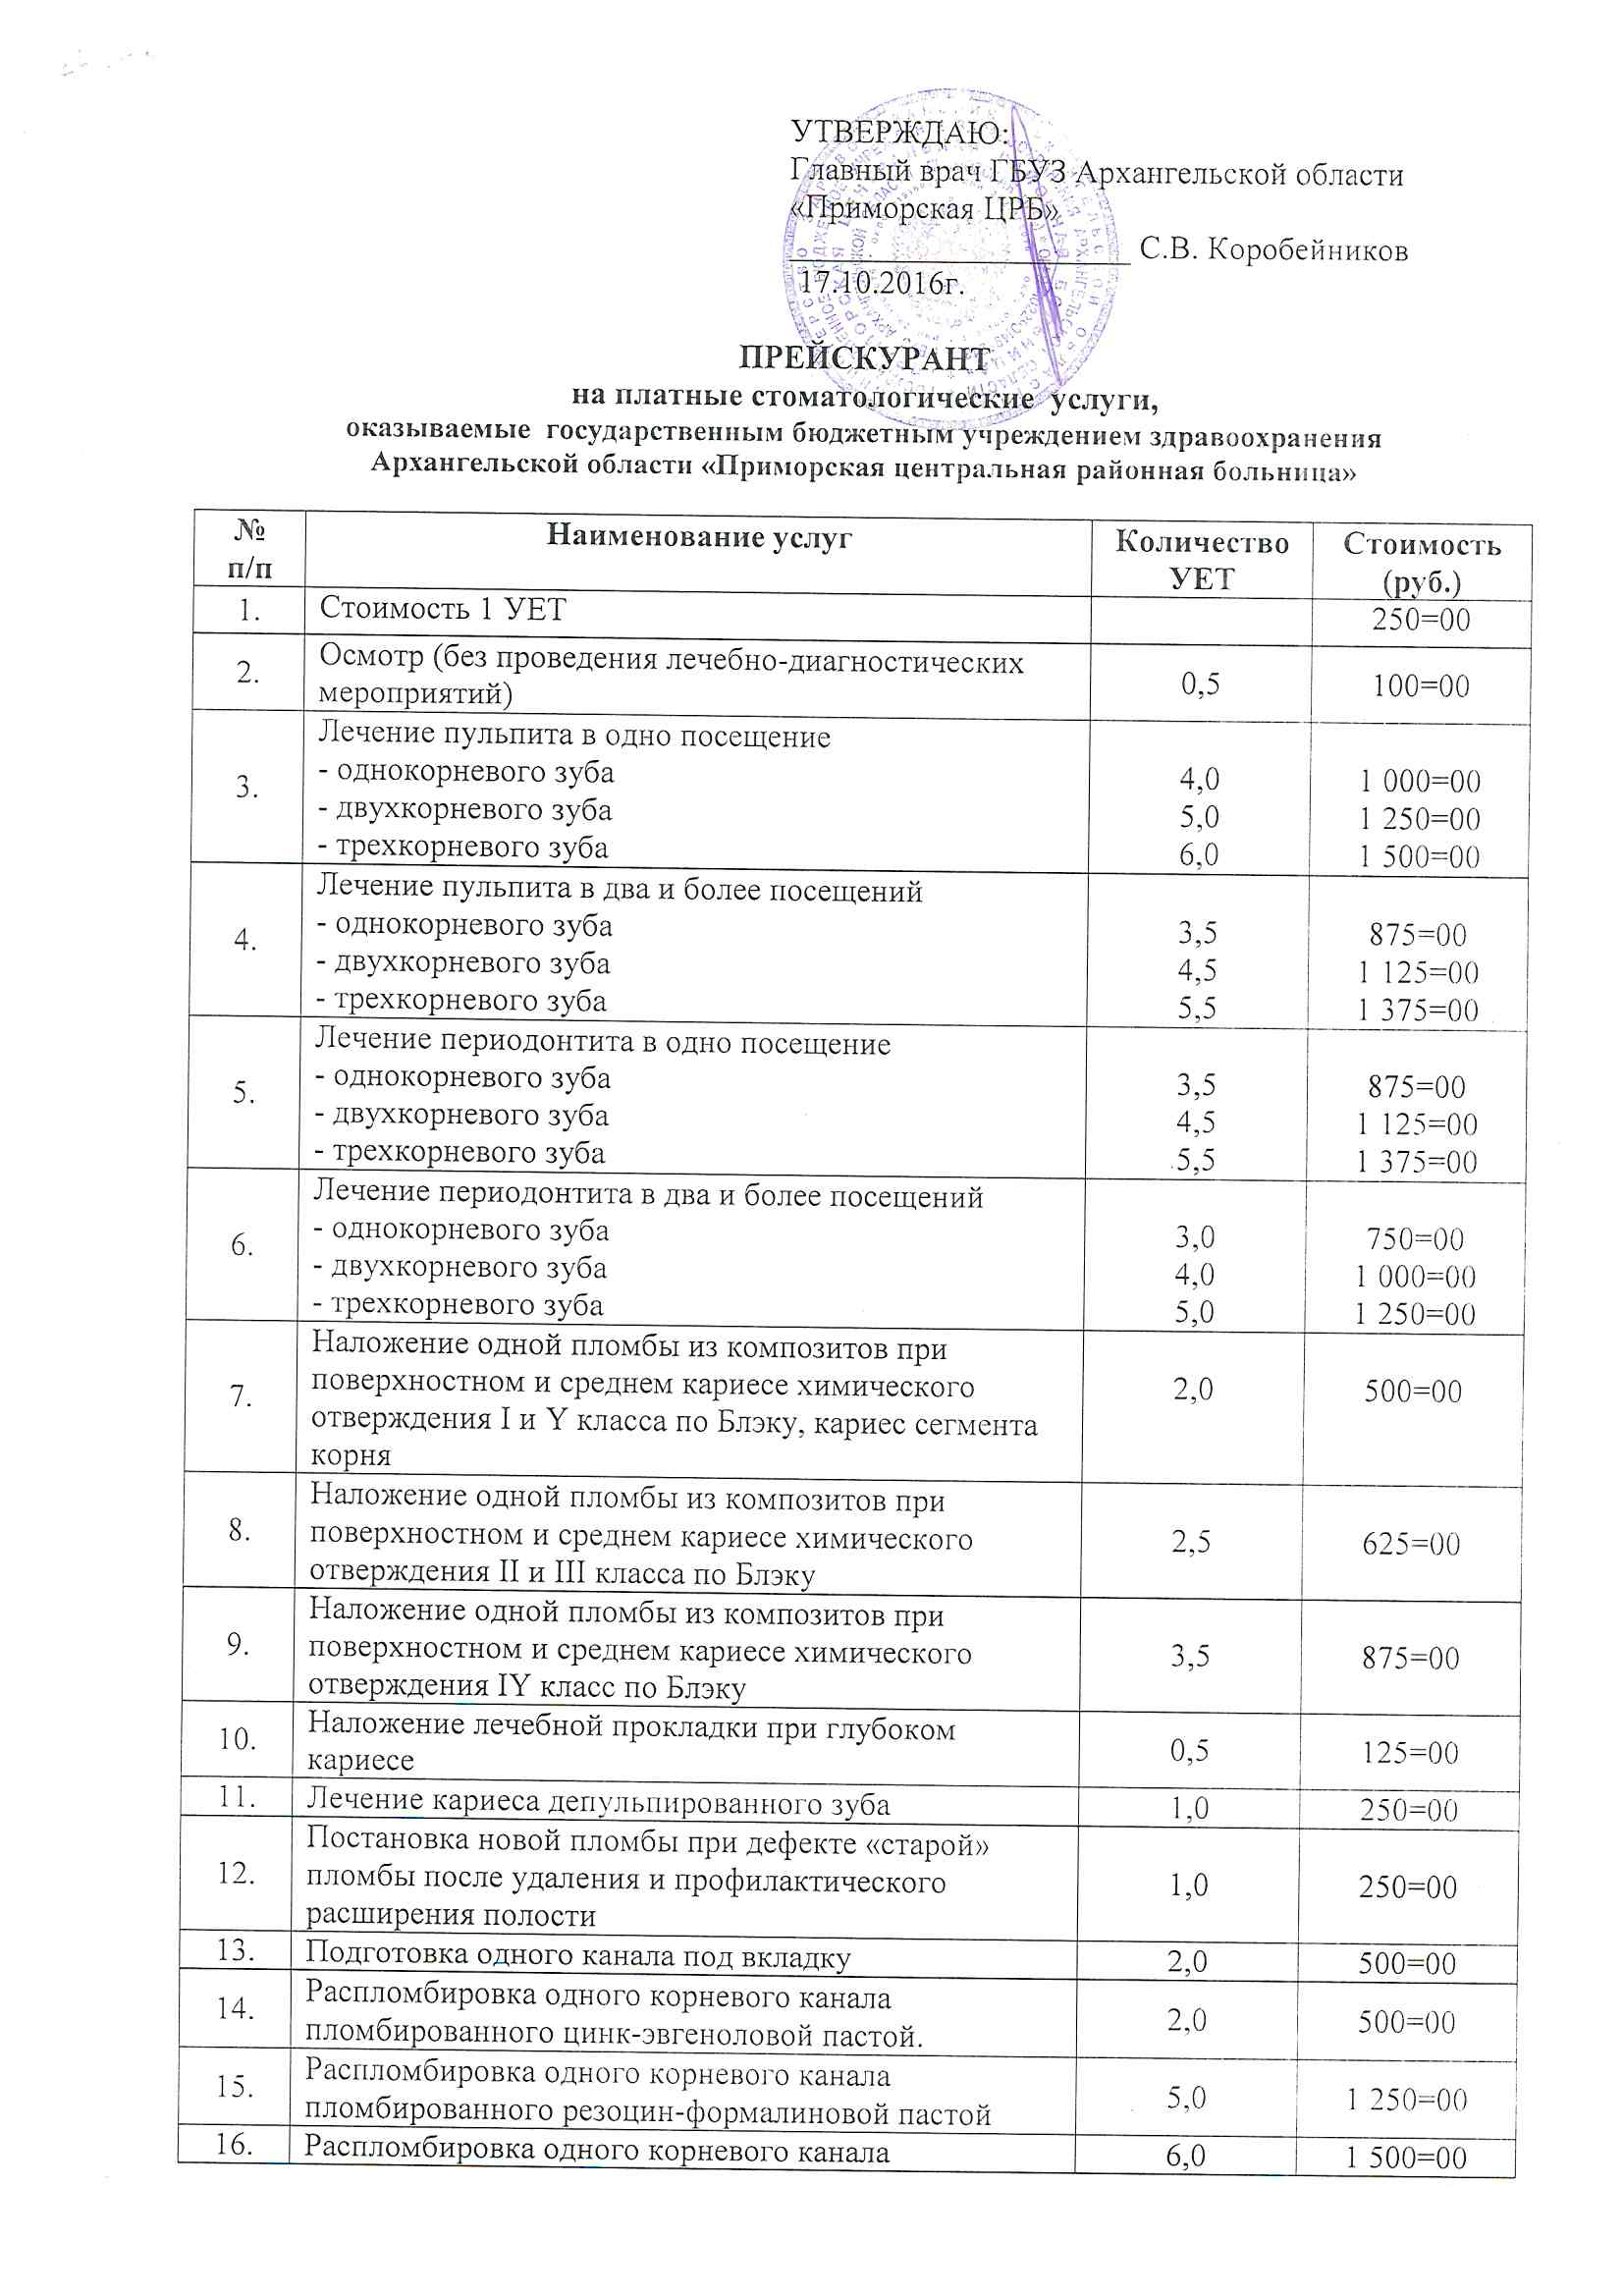 УТВЕРЖДАЮ:
Главный врач ГБУЗ Архангельской области
«Приморская ЦРБ»
С.В. Коробейников
17.10.2016г.
ПРЕЙСКУРАНТ
на платные стоматологические услуги,
оказываемые государственным бюджетным учреждением здравоохранения
Архангельской области «Приморская центральная районная больница»
№ п/п Наименование услуг Количество УЕТ Стоимость (руб.)
1. Стоимость 1 УЕТ 250=00
2. Осмотр (без проведения лечебно-диагностических
мероприятий) 0,5 100=00
3. Лечение пульпита в одно посещение
- однокорневого зуба 4,0 1 000=00
- двухкорневого зуба 5,0 1 250=00
- трехкорневого зуба 6,0 1 500=00
4. Лечение пульпита в два и более посещений
- однокорневого зуба 3,5 875=00
- двухкорневого зуба 4,5 1 125=00
- трехкорневого зуба 5,5 1 375=00
5. Лечение периодонтита в одно посещение
- однокорневого зуба 3,5 875=00
- двухкорневого зуба 4,5 1 125=00
- трехкорневого зуба 5,5 1 375=00
6. Лечение периодонтита в два и более посещений
- однокорневого зуба 3,0 750=00
- двухкорневого зуба 4,0 1 000=00
- трехкорневого зуба 5,0 1 250=00
7. Наложение одной пломбы из композитов при
поверхностном и среднем кариесе химического 2,0 500=00
отверждения I и Y класса по Блэку, кариес сегмента
корня
8. Наложение одной пломбы из композитов при
поверхностном и среднем кариесе химического 2,5 625=00
отверждения II и III класса по Блэку
9. Наложение одной пломбы из композитов при
поверхностном и среднем кариесе химического 3,5 875=00
отверждения IY класс по Блэку
10. Наложение лечебной прокладки при глубоком
кариесе 0,5 125=00
11. Лечение кариеса депульпированного зуба 1,0 250=00
12. Постановка новой пломбы при дефекте «старой»
пломбы после удаления и профилактического 1,0 250=00
расширения полости
13. Подготовка одного канала под вкладку 2,0 500=00
14. Распломбировка одного корневого канала
пломбированного цинк-эвгеноловой пастой. 2,0 500=00
15. Распломбировка одного корневого канала
пломбированного резоцин-формалиновой пастой 5,0 1 250=00
16. Распломбировка одного корневого канала 6,0 1 500=00